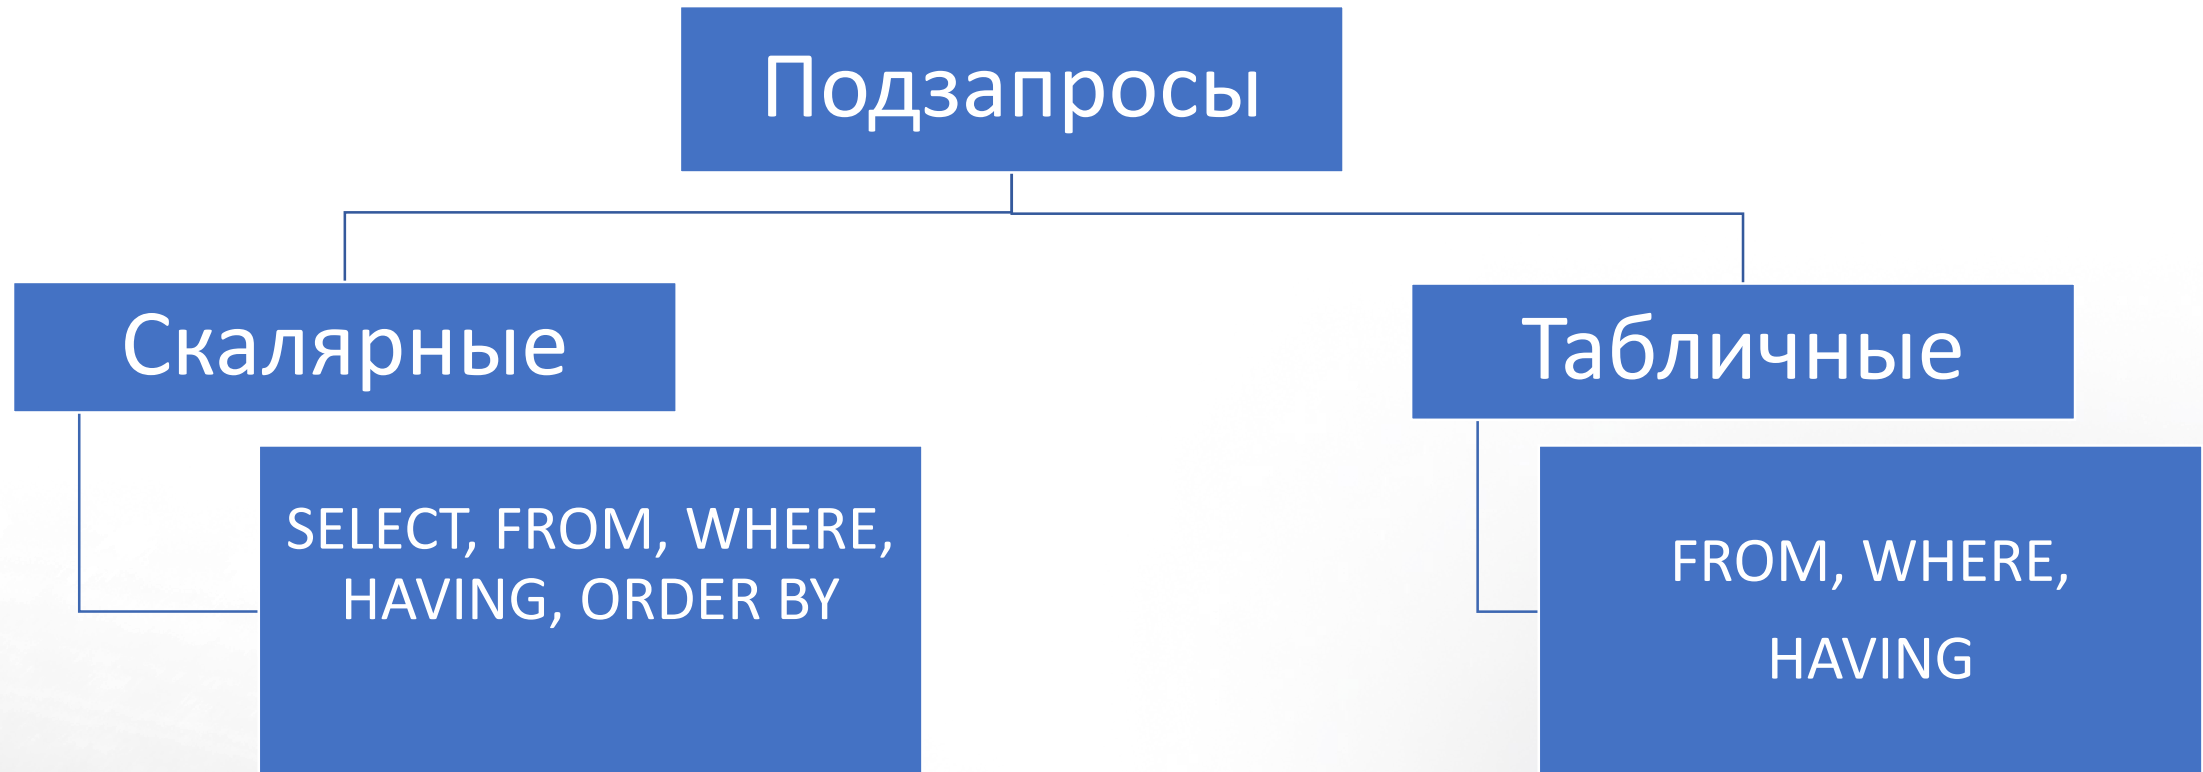 Подзапросы
Скалярные
Табличные
SELECT, FROM, WHERE,
HAVING, ORDER BY
FROM, WHERE,
HAVING